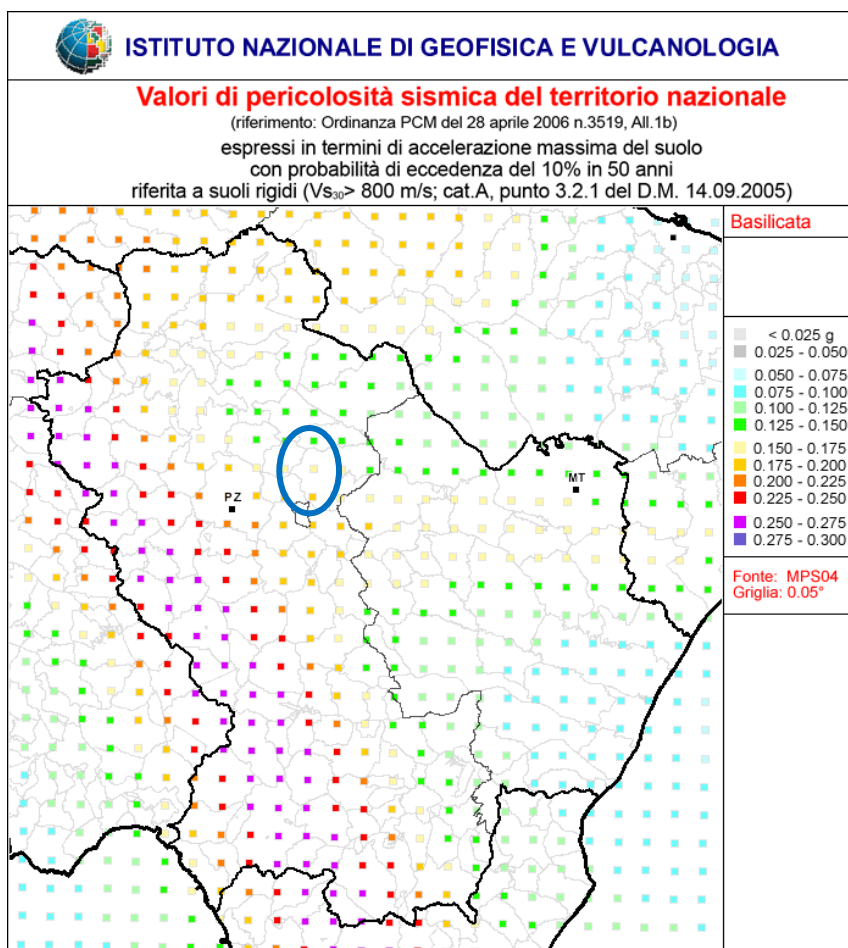 ISTITUTO NAZIONALE DI GEOFISICA E VULCANOLOGIA
Valori di pericolosità sismica del territorio nazionale
(riferimento: Ordinanza PCM del 28 aprile 2006 n.3519, All.1b)
espressi in termini di accelerazione massima del suolo
con probabilità di eccedenza del 10% in 50 anni
riferita a suoli rigidi (Vs30> 800 m/s; cat.A, punto 3.2.1 del D.M. 14.09.2005)
Basilicata
< 0.025 g
0.025 - 0.050
0.050 - 0.075
0.075 - 0.100
0.100 - 0.125
0.125 - 0.150
0.150 - 0.175
0.175 - 0.200
0.200 - 0.225
0.225 - 0.250
0.250 - 0.275
0.275 - 0.300
Fonte: MPS04
Griglia: 0.05°
MT
PZ